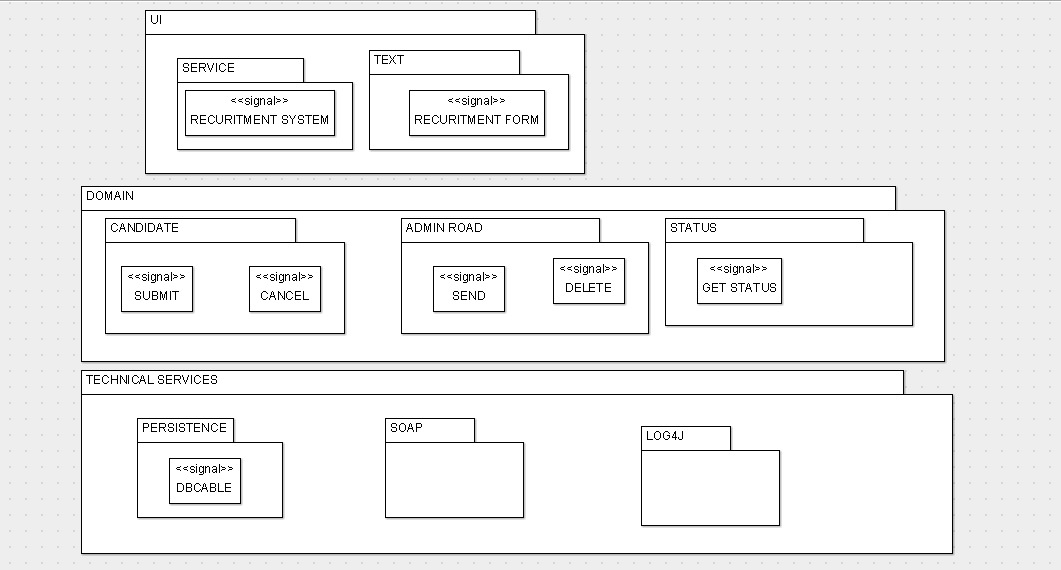 UI
SERVICE
<<signal>>
RECURITMENT SYSTEM
TEXT
<<signal>>
RECURITMENT FORM
DOMAIN
CANDIDATE
<<signal>>
SUBMIT
<<signal>>
CANCEL
ADMIN ROAD
<<signal>>
SEND
<<signal>>
DELETE
STATUS
<<signal>>
GET STATUS
TECHNICAL SERVICES
PERSISTENCE
<<signal>>
DBCABLE
SOAP
LOG4J